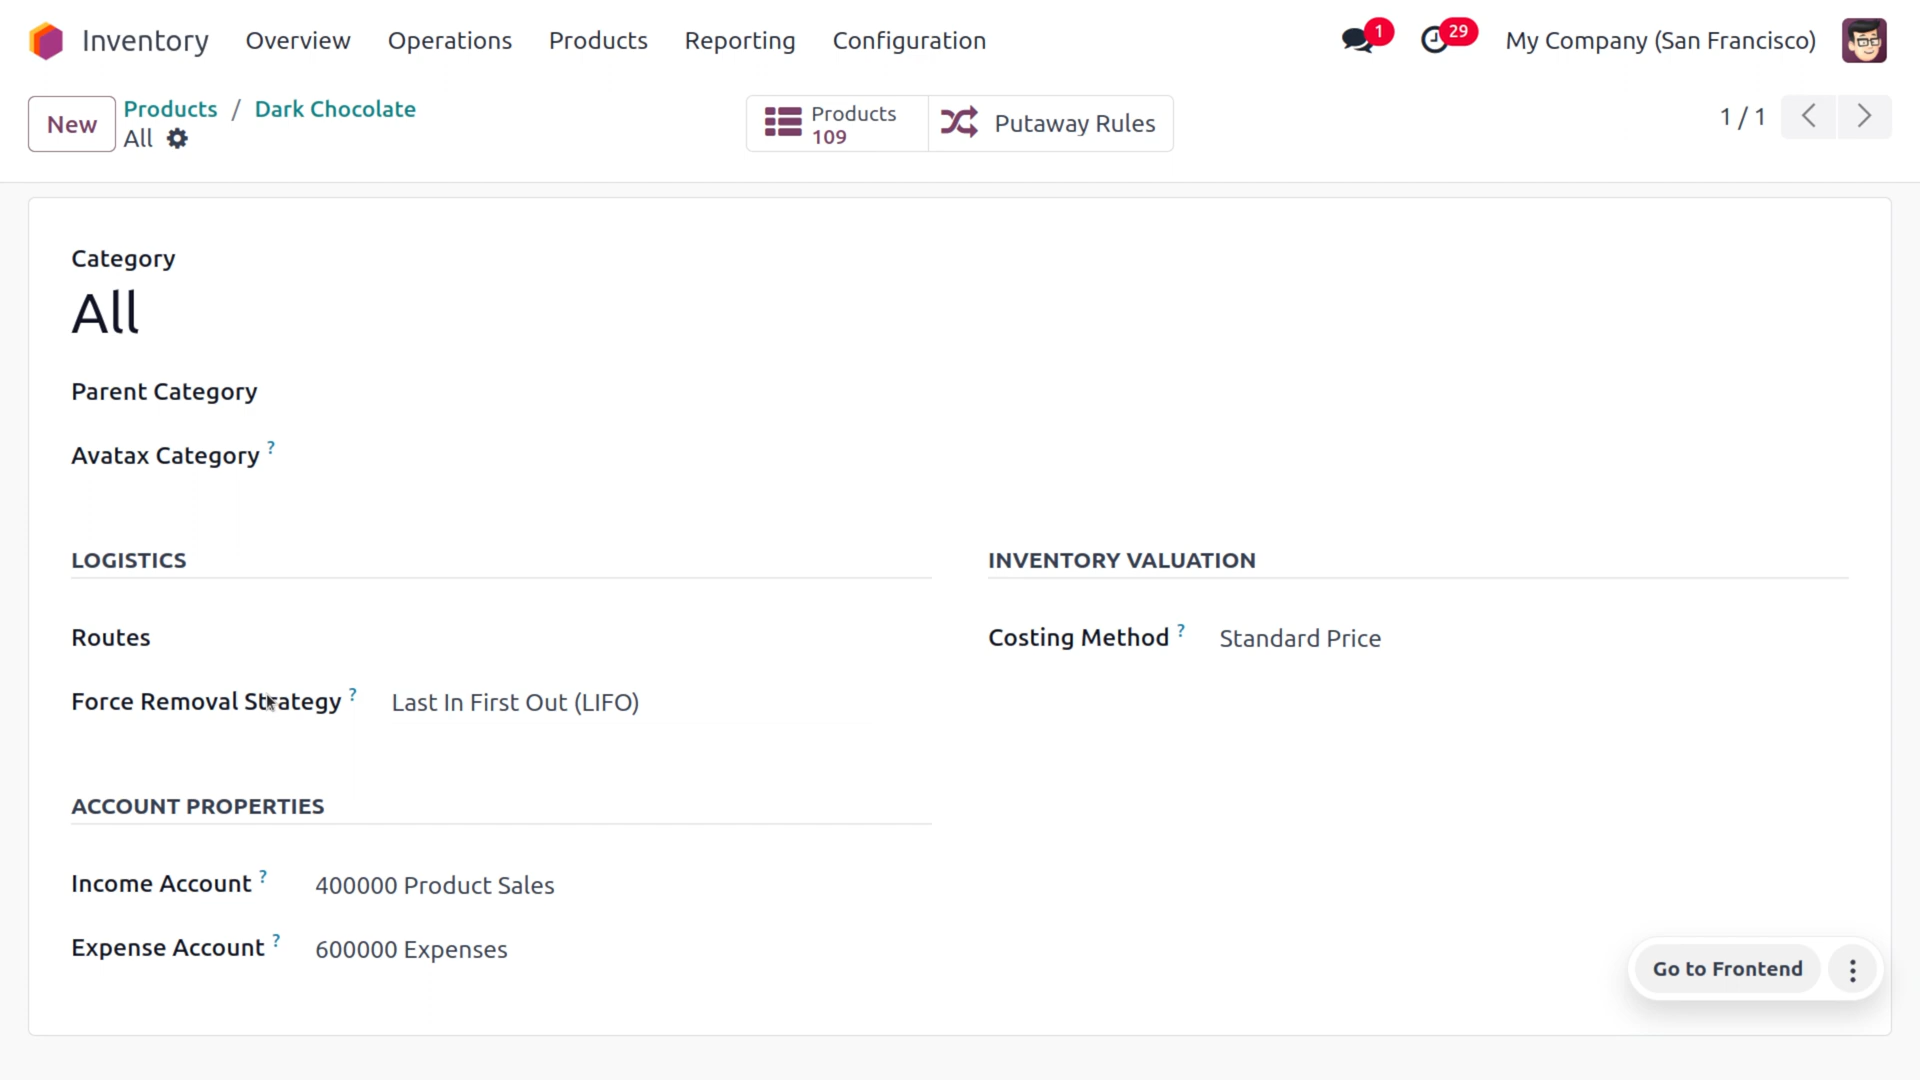 Inventory Overview Operations Products Reporting Configuration 1 29 My Company (San Francisco)
New Products / Dark Chocolate
All
Products 109
Putaway Rules
1 / 1
Category
All
Parent Category
Avatax Category ?
LOGISTICS
Routes
Force Removal Strategy ? Last In First Out (LIFO)
INVENTORY VALUATION
Costing Method ? Standard Price
ACCOUNT PROPERTIES
Income Account ? 400000 Product Sales
Expense Account ? 600000 Expenses
Go to Frontend